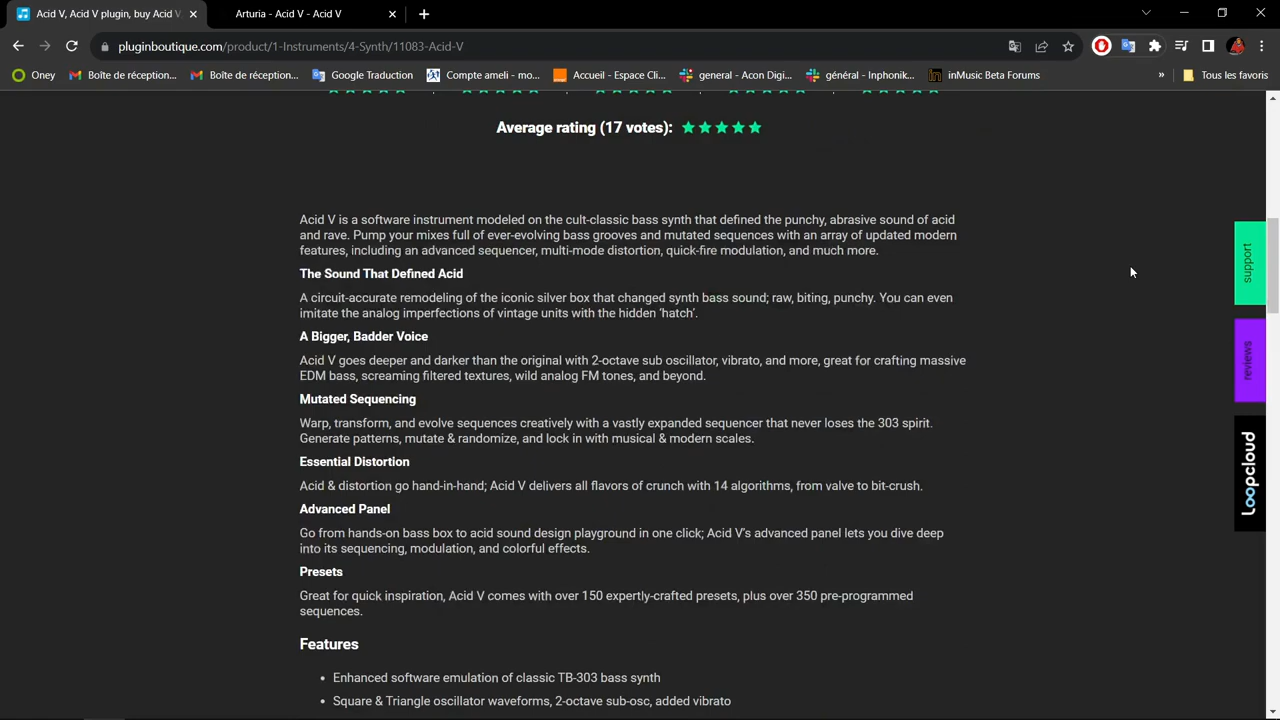 Acid V, Acid V plugin, buy Acid V
Arturia - Acid V - Acid V
pluginboutique.com/product/1-Instruments/4-Synth/11083-Acid-V
Oney
Boîte de réception...
Boîte de réception...
Google Traduction
Compte ameli - mo...
Accueil - Espace Cli...
general - Acon Digi...
général - Inphonik...
inMusic Beta Forums
»
Tous les favoris
Average rating (17 votes):
Acid V is a software instrument modeled on the cult-classic bass synth that defined the punchy, abrasive sound of acid
and rave. Pump your mixes full of ever-evolving bass grooves and mutated sequences with an array of updated modern
features, including an advanced sequencer, multi-mode distortion, quick-fire modulation, and much more.
The Sound That Defined Acid
A circuit-accurate remodeling of the iconic silver box that changed synth bass sound; raw, biting, punchy. You can even
imitate the analog imperfections of vintage units with the hidden ‘hatch’.
A Bigger, Badder Voice
Acid V goes deeper and darker than the original with 2-octave sub oscillator, vibrato, and more, great for crafting massive
EDM bass, screaming filtered textures, wild analog FM tones, and beyond.
Mutated Sequencing
Warp, transform, and evolve sequences creatively with a vastly expanded sequencer that never loses the 303 spirit.
Generate patterns, mutate & randomize, and lock in with musical & modern scales.
Essential Distortion
Acid & distortion go hand-in-hand; Acid V delivers all flavors of crunch with 14 algorithms, from valve to bit-crush.
Advanced Panel
Go from hands-on bass box to acid sound design playground in one click; Acid V's advanced panel lets you dive deep
into its sequencing, modulation, and colorful effects.
Presets
Great for quick inspiration, Acid V comes with over 150 expertly-crafted presets, plus over 350 pre-programmed
sequences.
Features
• Enhanced software emulation of classic TB-303 bass synth
• Square & Triangle oscillator waveforms, 2-octave sub-osc, added vibrato
support
reviews
Loopcloud